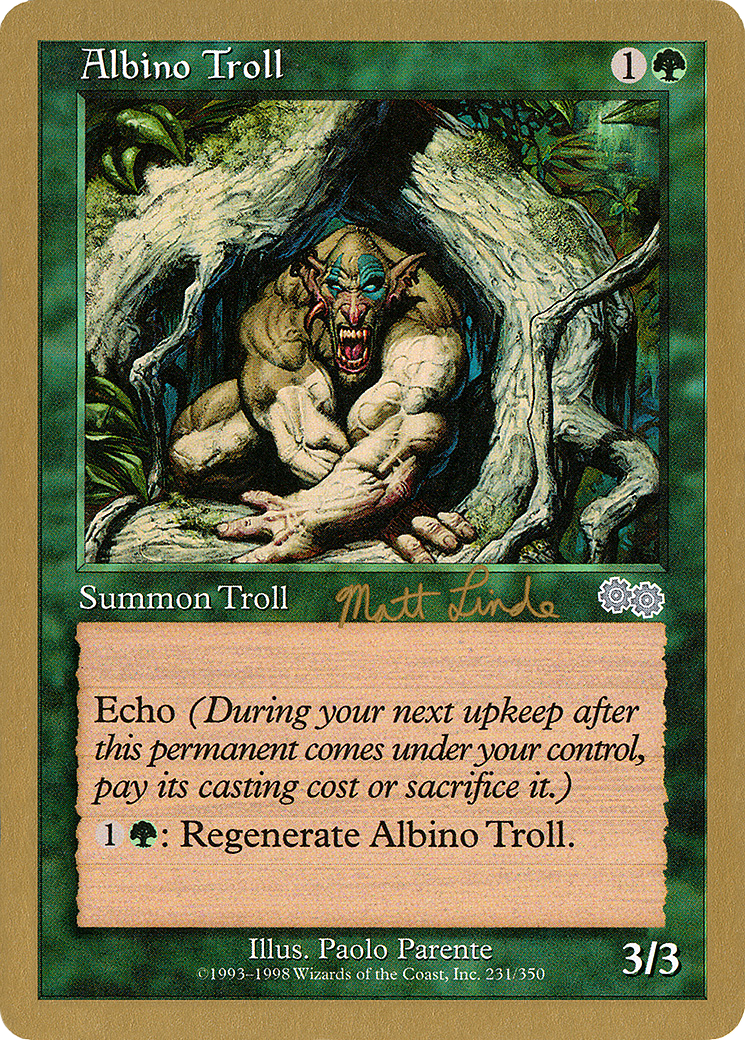 Albino Troll 1
Summon Troll
Matt Linde
Echo (During your next upkeep after
this permanent comes under your control,
pay its casting cost or sacrifice it.)
1 : Regenerate Albino Troll.
Illus. Paolo Parente
©1993–1998 Wizards of the Coast, Inc. 231/350
3/3